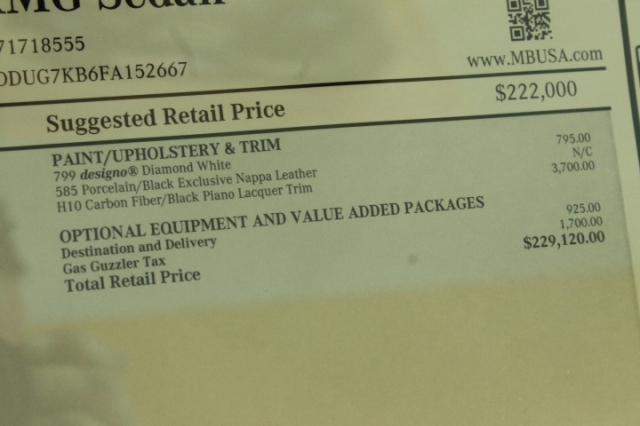 AMG Sedan
71718555
DDUG7KB6FA152667
www.MBUSA.com
Suggested Retail Price $222,000
PAINT/UPHOLSTERY & TRIM
799 designo® Diamond White 795.00
585 Porcelain/Black Exclusive Nappa Leather N/C
H10 Carbon Fiber/Black Piano Lacquer Trim 3,700.00
OPTIONAL EQUIPMENT AND VALUE ADDED PACKAGES
Destination and Delivery 925.00
Gas Guzzler Tax 1,700.00
Total Retail Price $229,120.00